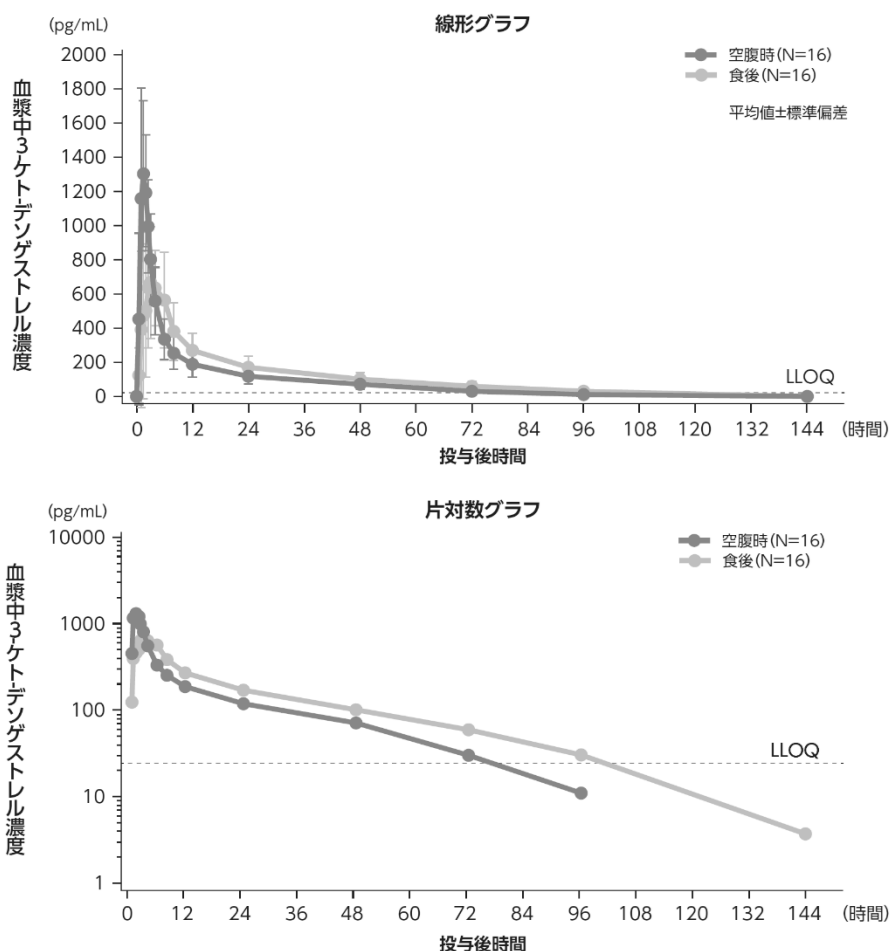 線形グラフ
(pg/mL)
血漿中3-ケト-デソゲストレル濃度
2000
1800
1600
1400
1200
1000
800
600
400
200
0
空腹時(N=16)
食後(N=16)
平均値±標準偏差
LLOQ
0 12 24 36 48 60 72 84 96 108 120 132 144 (時間)
投与後時間
片対数グラフ
(pg/mL)
血漿中3-ケト-デソゲストレル濃度
10000
1000
100
10
1
空腹時(N=16)
食後(N=16)
LLOQ
0 12 24 36 48 60 72 84 96 108 120 132 144 (時間)
投与後時間